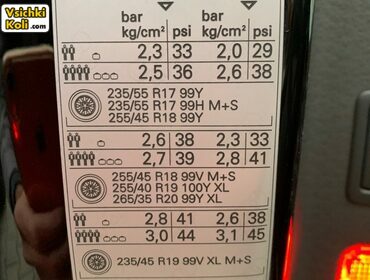 Vsichki
Koli.com
bar psi bar psi
kg/cm² kg/cm²
2,3 33 2,0 29
2,5 36 2,6 38
235/55 R17 99Y
235/55 R17 99H M+S
255/45 R18 99Y
2,6 38 2,3 33
2,7 39 2,8 41
255/45 R18 99V M+S
255/40 R19 100Y XL
265/35 R20 99Y XL
2,8 41 2,6 38
3,0 44 3,1 45
235/45 R19 99V XL M+S